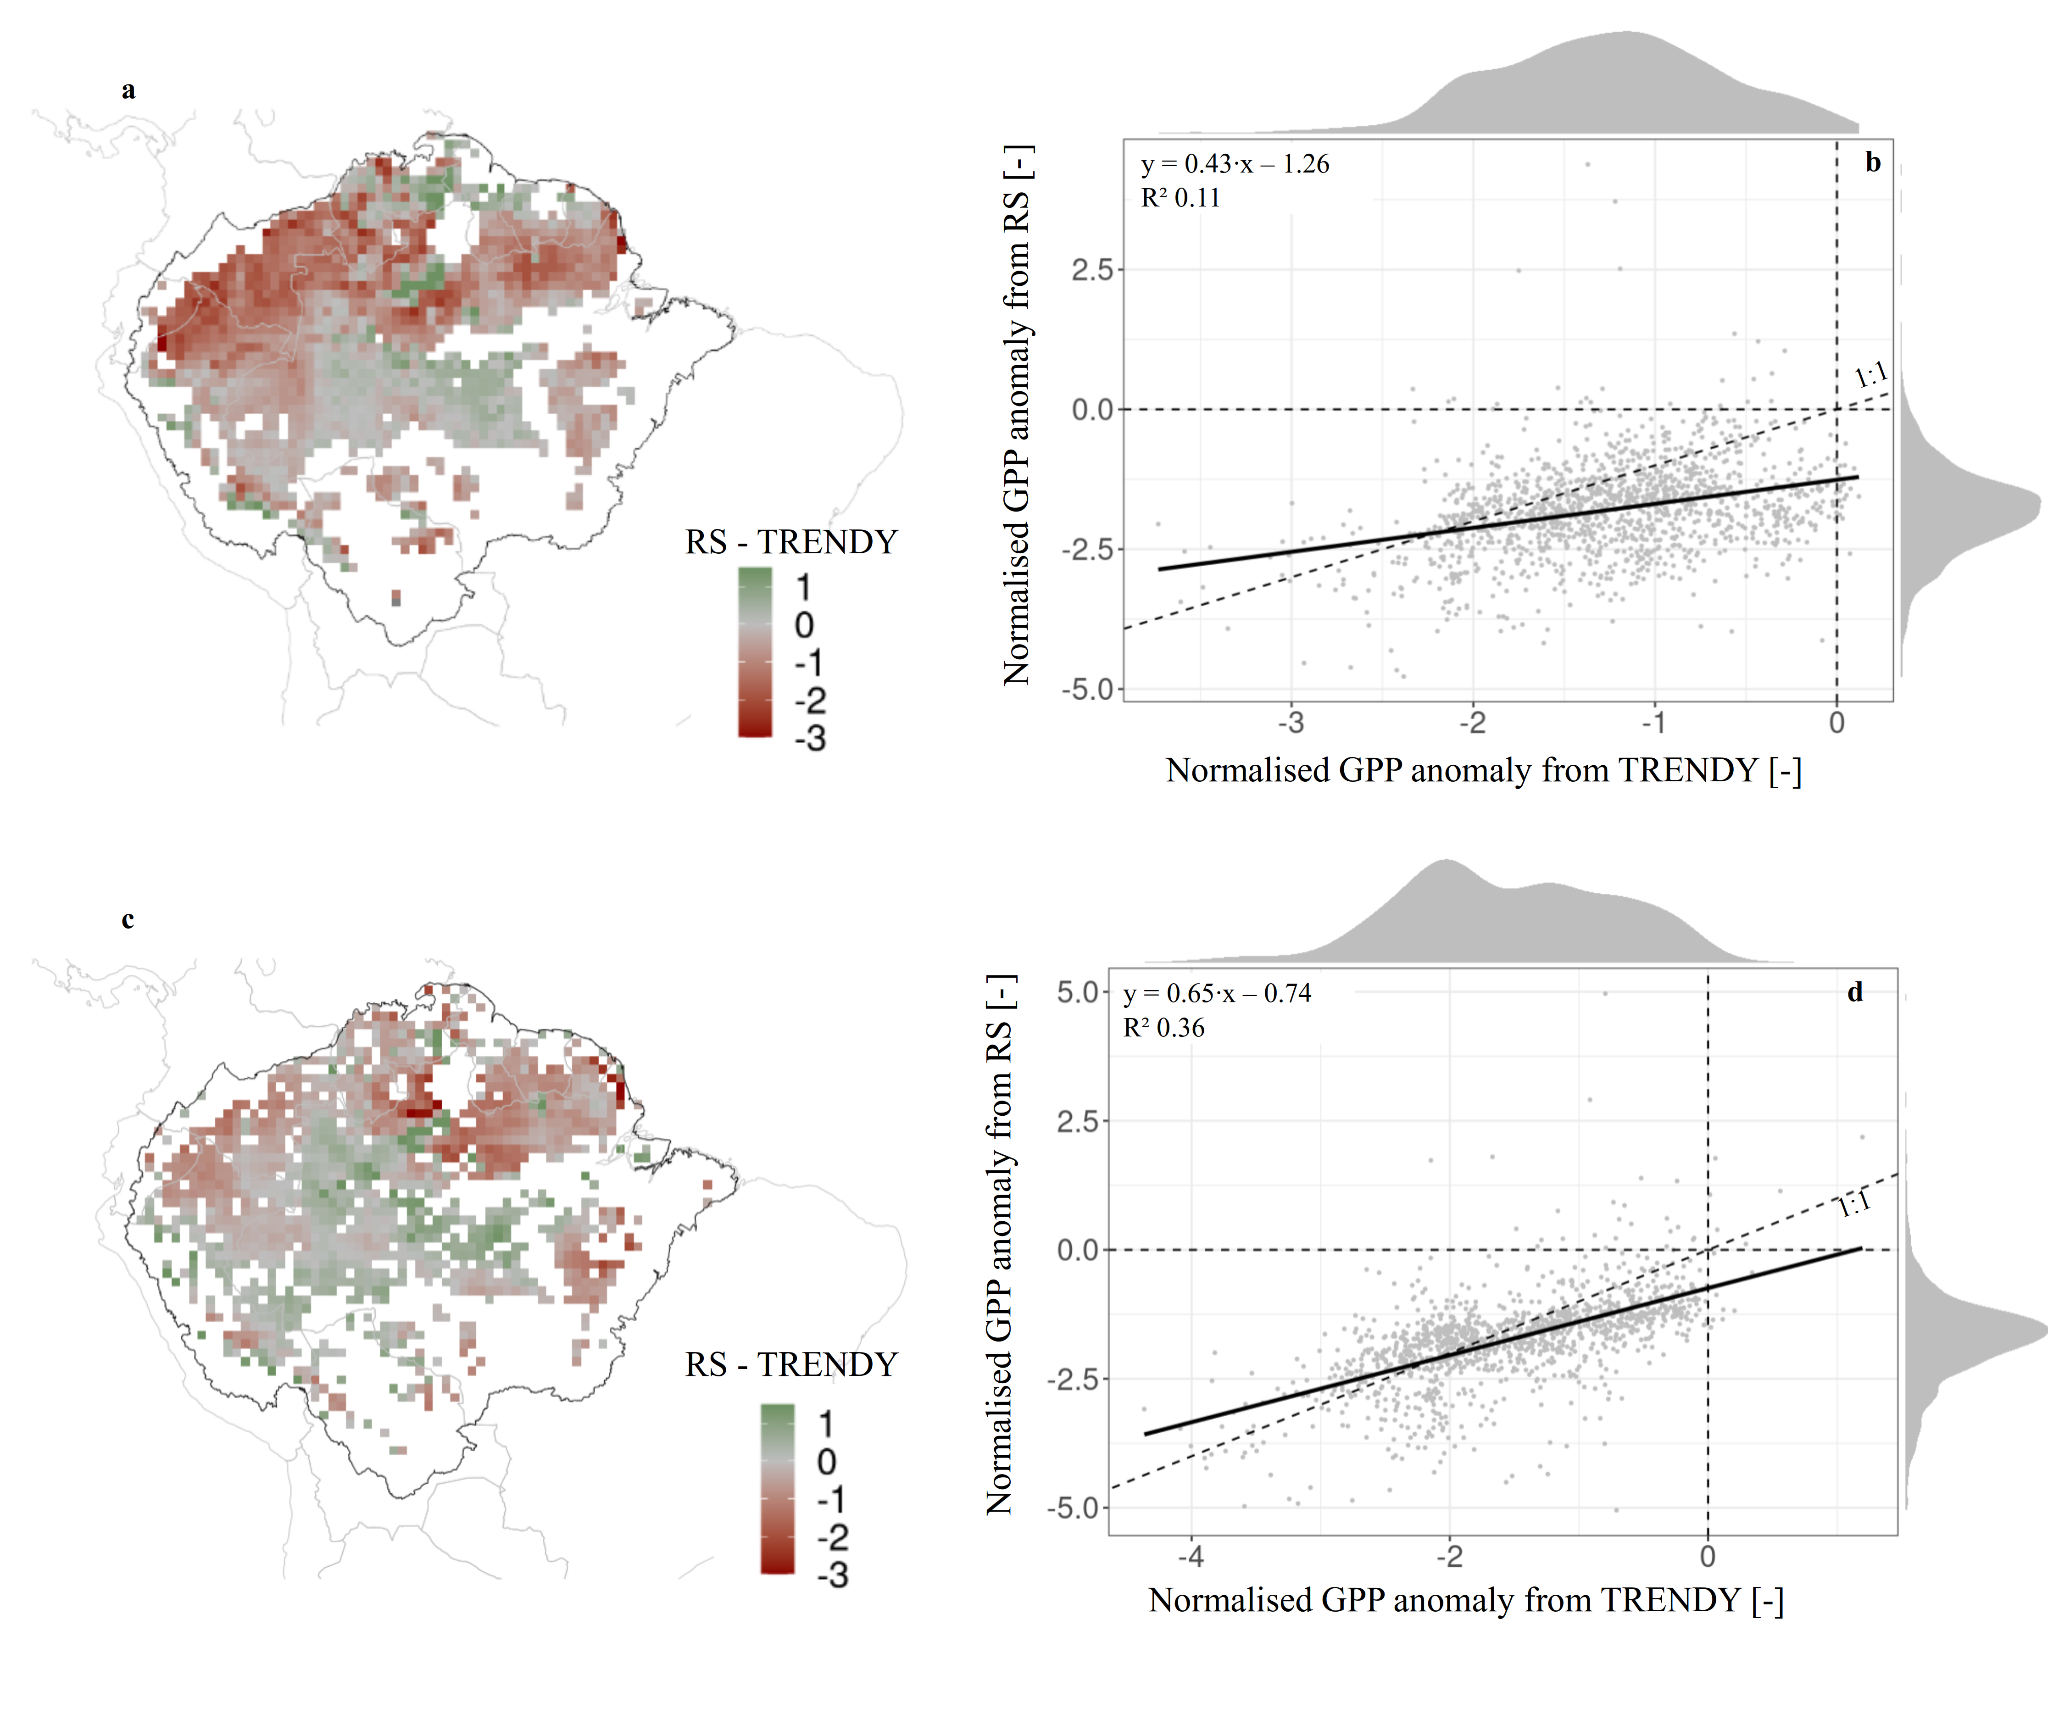 a
RS - TRENDY
1
0
-1
-2
-3
b
y = 0.43·x – 1.26
R² 0.11
1:1
Normalised GPP anomaly from RS [-]
2.5
0.0
-2.5
-5.0
-3
-2
-1
0
Normalised GPP anomaly from TRENDY [-]
c
RS - TRENDY
1
0
-1
-2
-3
d
y = 0.65·x – 0.74
R² 0.36
1:1
Normalised GPP anomaly from RS [-]
5.0
2.5
0.0
-2.5
-5.0
-4
-2
0
Normalised GPP anomaly from TRENDY [-]